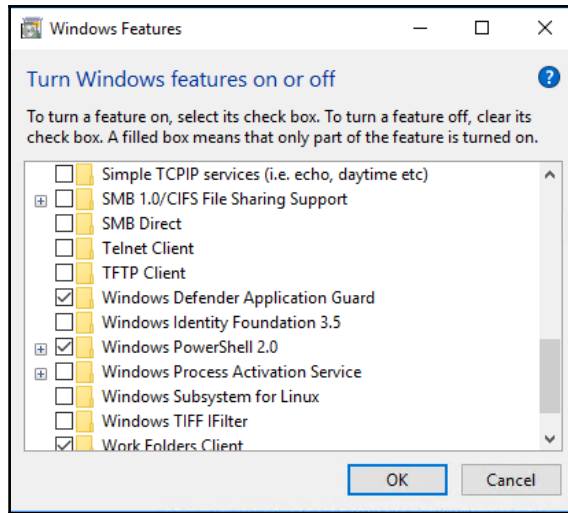 Windows Features
Turn Windows features on or off
?
To turn a feature on, select its check box. To turn a feature off, clear its
check box. A filled box means that only part of the feature is turned on.
Simple TCPIP services (i.e. echo, daytime etc)
SMB 1.0/CIFS File Sharing Support
SMB Direct
Telnet Client
TFTP Client
Windows Defender Application Guard
Windows Identity Foundation 3.5
Windows PowerShell 2.0
Windows Process Activation Service
Windows Subsystem for Linux
Windows TIFF IFilter
Work Folders Client
OK
Cancel